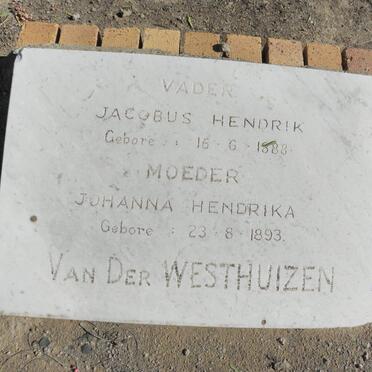 VADER
JACOBUS HENDRIK
Gebore : 16-6-1888
MOEDER
JOHANNA HENDRIKA
Gebore : 23-8-1893.
VAN DER WESTHUIZEN